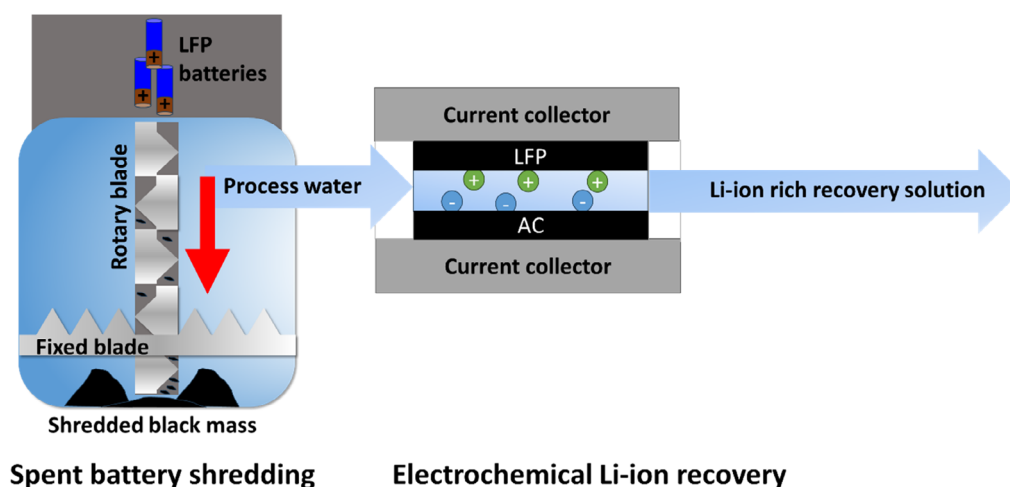 LFP
batteries
Rotary blade
Process water
Fixed blade
Shredded black mass
Spent battery shredding
Current collector
LFP
+ + +
- - -
AC
Current collector
Li-ion rich recovery solution
Electrochemical Li-ion recovery